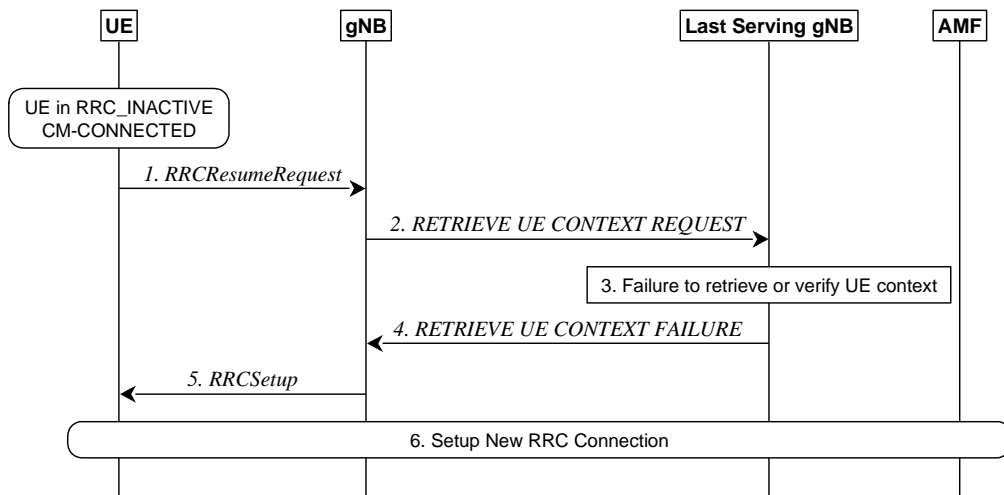 UE
gNB
Last Serving gNB
AMF
UE in RRC_INACTIVE
CM-CONNECTED
1. RRCResumeRequest
2. RETRIEVE UE CONTEXT REQUEST
3. Failure to retrieve or verify UE context
4. RETRIEVE UE CONTEXT FAILURE
5. RRCSetup
6. Setup New RRC Connection